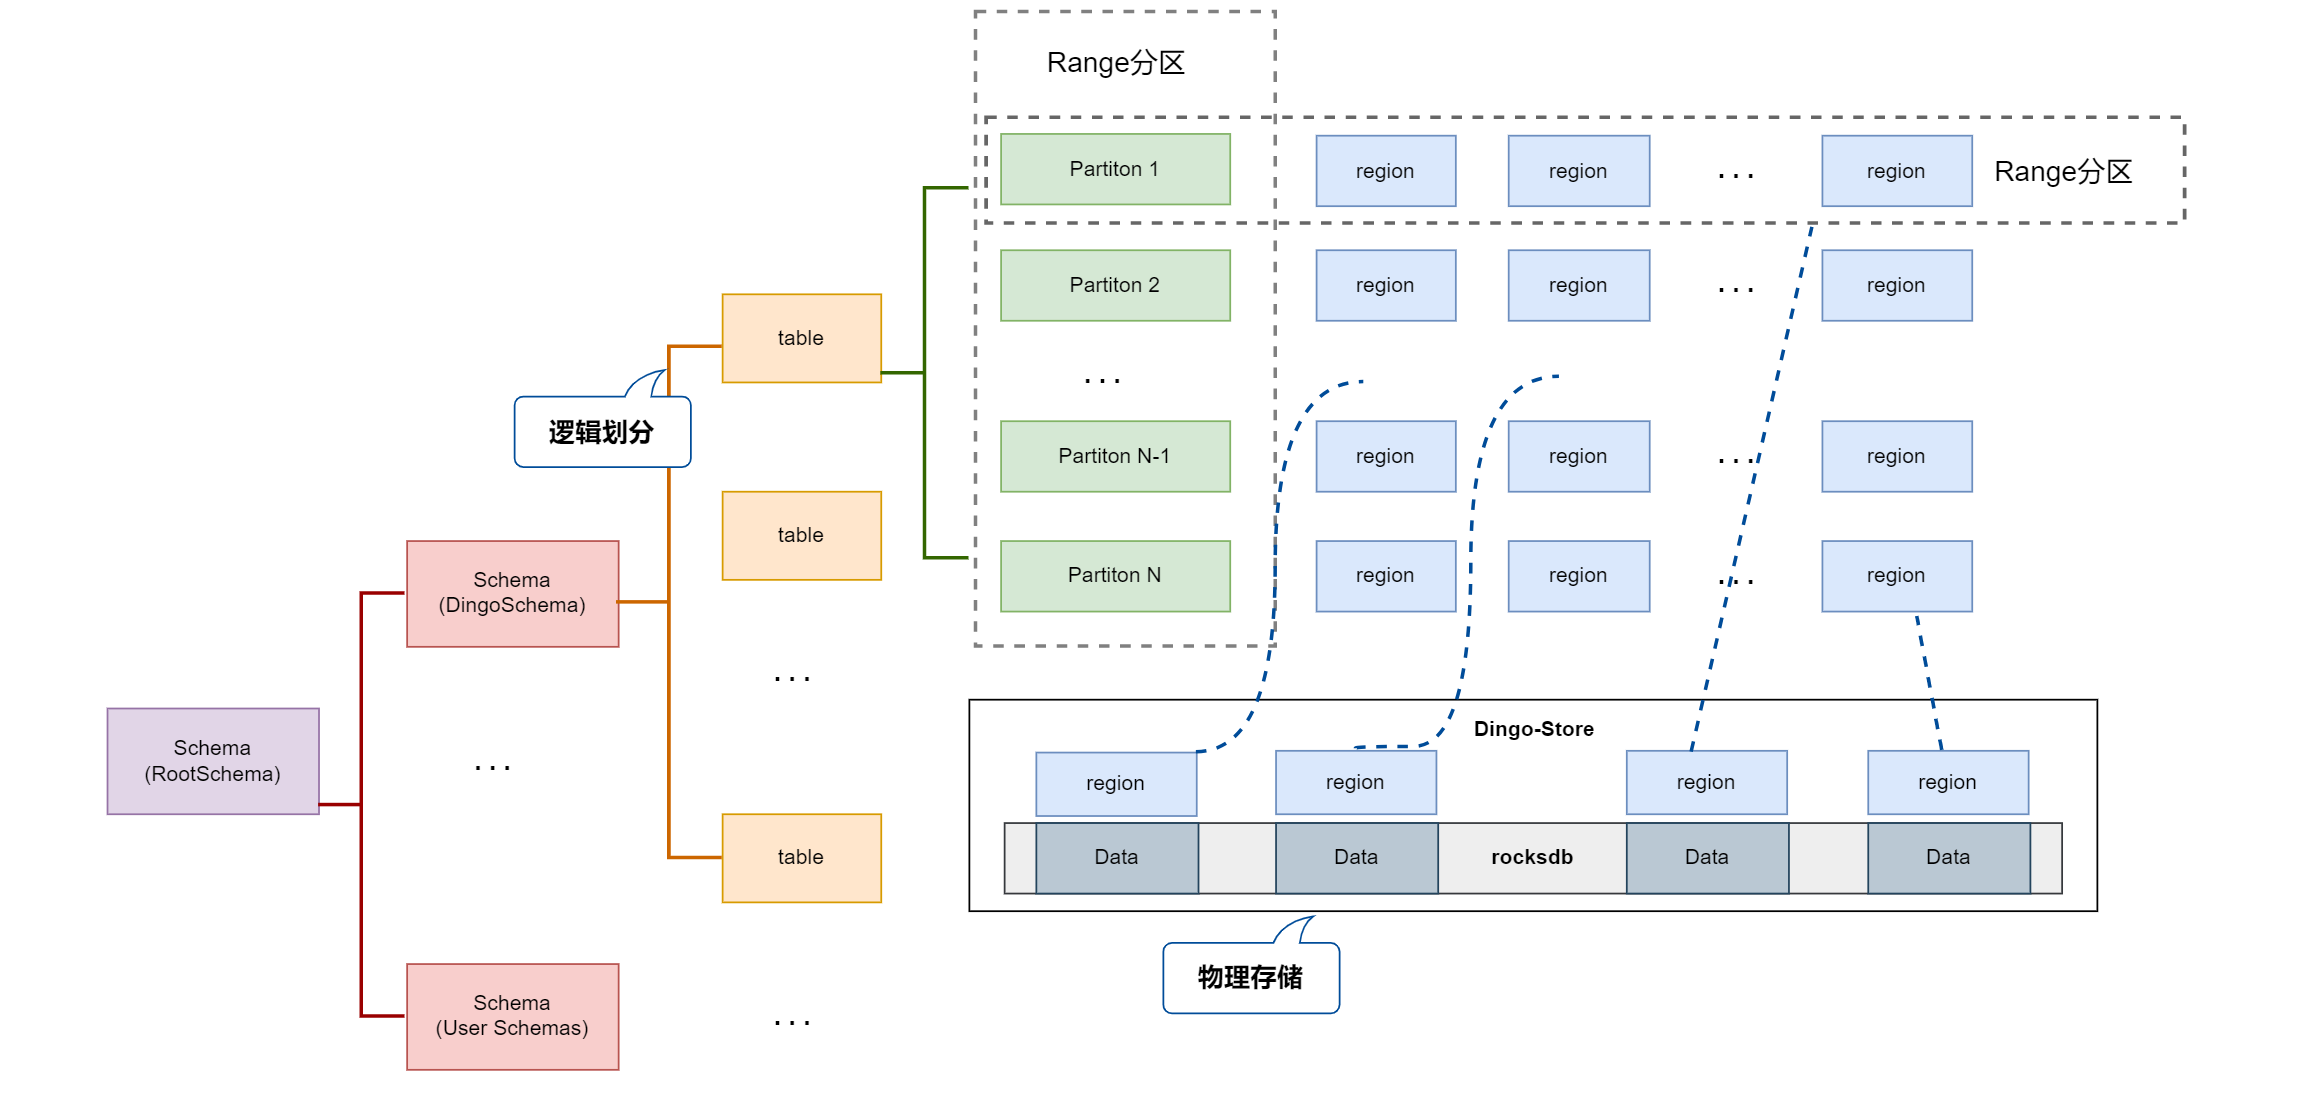 Range分区
Partiton 1
region
region
...
region
Range分区
Partiton 2
region
region
...
region
table
...
逻辑划分
Partiton N-1
region
region
...
region
table
Partiton N
region
region
...
region
Schema
(DingoSchema)
...
Schema
(RootSchema)
...
Dingo-Store
region
region
region
region
table
Data
Data
rocksdb
Data
Data
物理存储
Schema
(User Schemas)
...